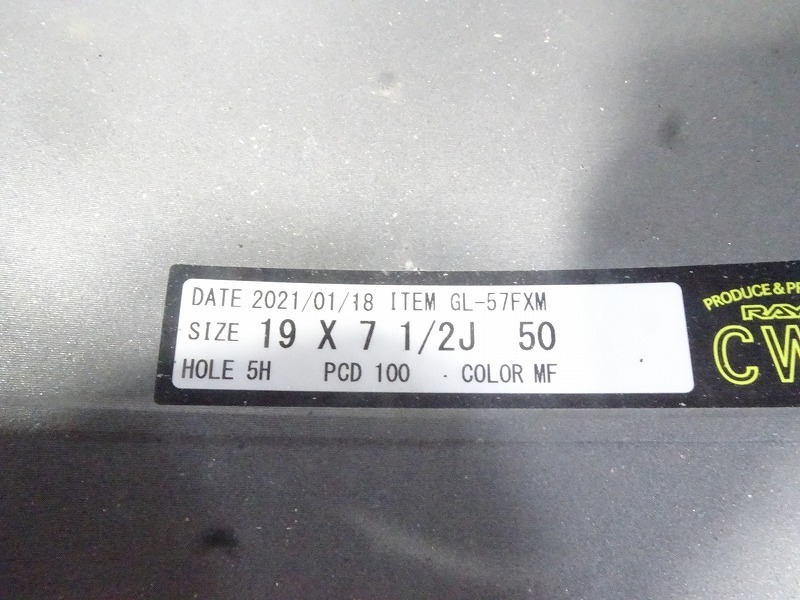 DATE 2021/01/18 ITEM GL-57FXM
SIZE 19 X 7 1/2J 50
HOLE 5H PCD 100 COLOR MF
PRODUCE &
RAY
CW